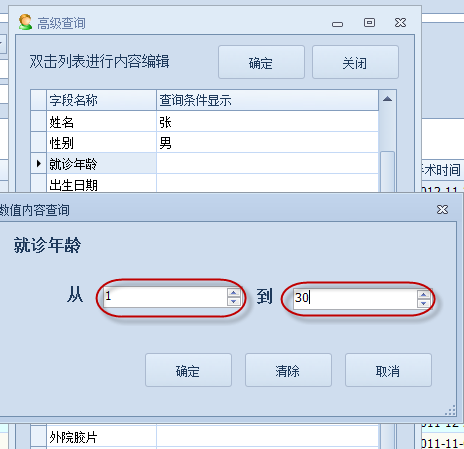 高级查询
双击列表进行内容编辑
确定 关闭
字段名称 查询条件显示
姓名 张
性别 男
就诊年龄
出生日期
手术时间
数值内容查询
就诊年龄
从 1 到 30
确定 清除 取消
外院胶片